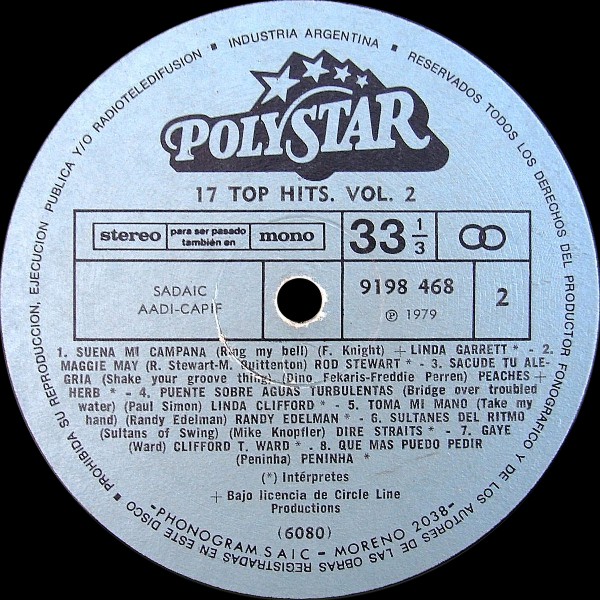 INDUSTRIA ARGENTINA ▪ RESERVADOS TODOS LOS DERECHOS DEL PRODUCTOR FONOGRAFICO Y DE LOS AUTORES DE LAS OBRAS REGISTRADAS EN ESTE DISCO ▪ PROHIBIDA SU REPRODUCCION, EJECUCION PUBLICA Y/O RADIOTELEDIFUSION ▪
POLYSTAR
17 TOP HITS. VOL. 2
stereo para ser pasado también en mono
33 1/3
SADAIC
AADI-CAPIF
9198 468
℗ 1979
2
1. SUENA MI CAMPANA (Ring my bell) (F. Knight) + LINDA GARRETT * - 2.
MAGGIE MAY (R. Stewart-M. Quittenton) ROD STEWART * - 3. SACUDE TU ALE-
GRIA (Shake your groove thing) (Dino Fekaris-Freddie Perren) PEACHES +
HERB * - 4. PUENTE SOBRE AGUAS TURBULENTAS (Bridge over troubled
water) (Paul Simon) LINDA CLIFFORD * - 5. TOMA MI MANO (Take my
hand) (Randy Edelman) RANDY EDELMAN * - 6. SULTANES DEL RITMO
(Sultans of Swing) (Mike Knopfler) DIRE STRAITS * - 7. GAYE
(Ward) CLIFFORD T. WARD * - 8. QUE MAS PUEDO PEDIR
(Peninha) PENINHA *
(*) Intérpretes
+ Bajo licencia de Circle Line
Productions
(6080)
-PHONOGRAM SAIC - MORENO 2038-